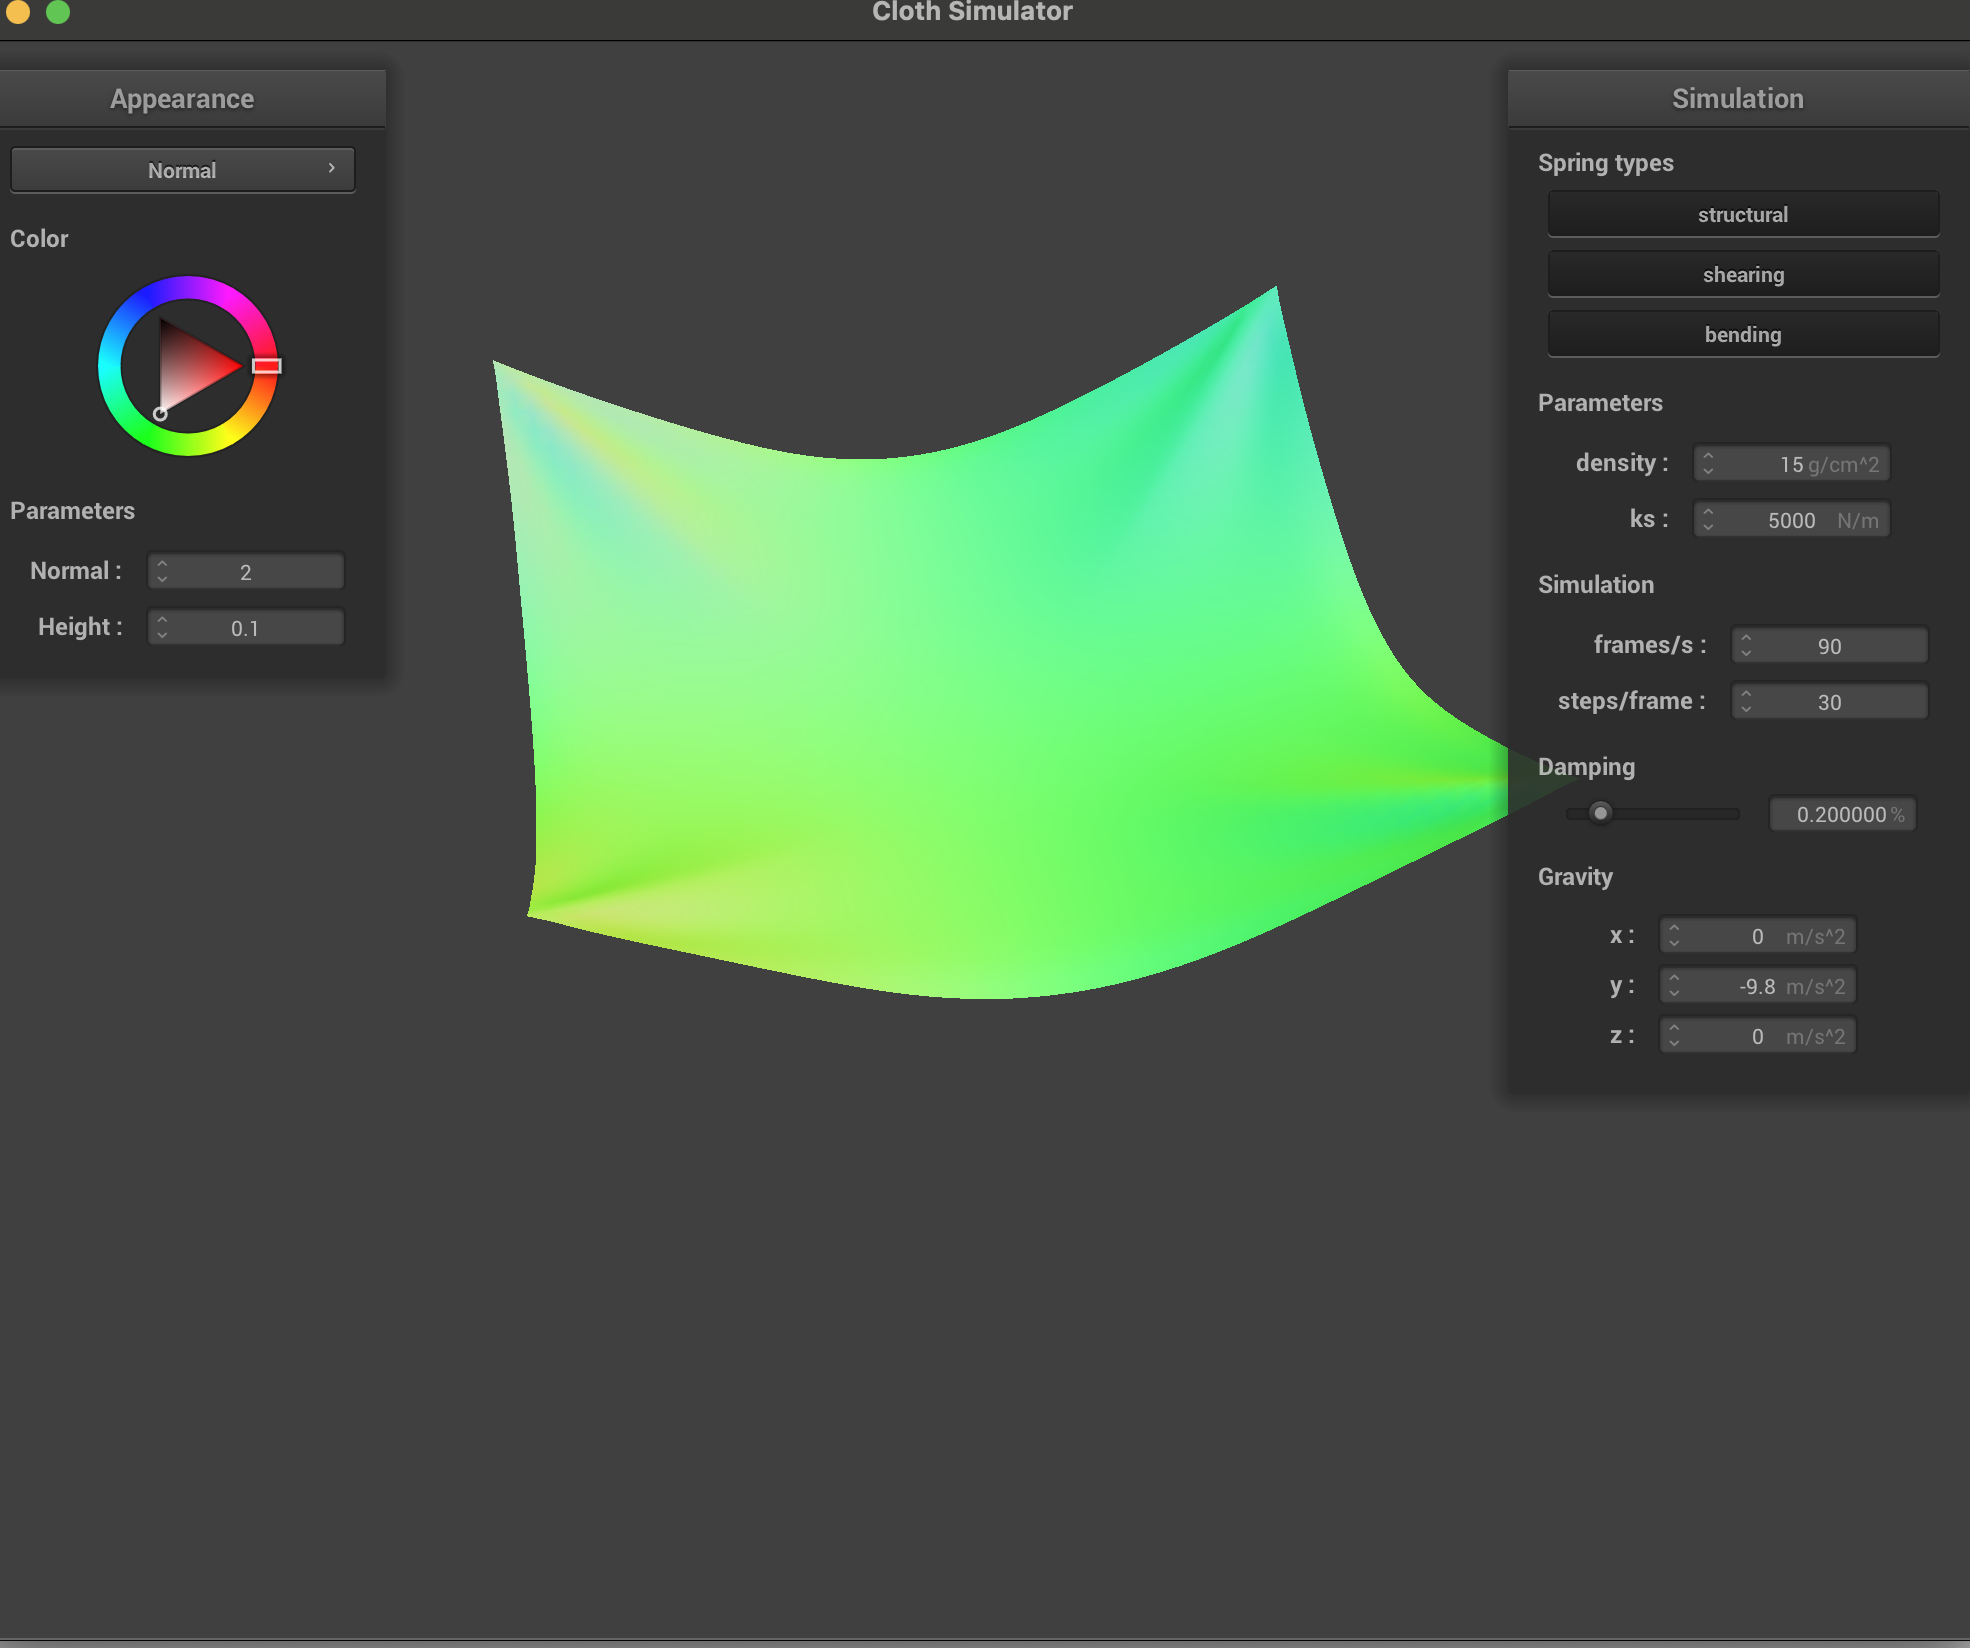 Cloth Simulator
Appearance
Normal
Color
Parameters
Normal : 2
Height : 0.1
Simulation
Spring types
structural
shearing
bending
Parameters
density : 15 g/cm^2
ks : 5000 N/m
Simulation
frames/s : 90
steps/frame : 30
Damping
0.200000 %
Gravity
x : 0 m/s^2
y : -9.8 m/s^2
z : 0 m/s^2